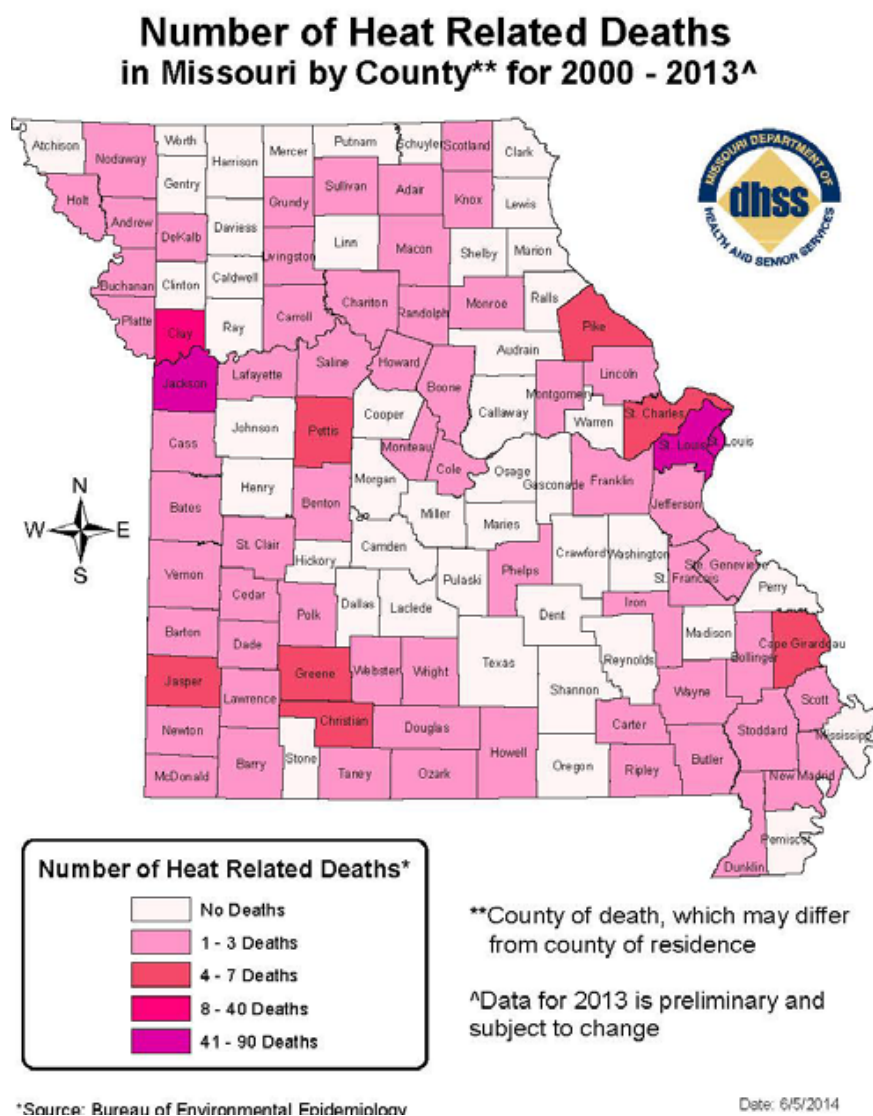 Number of Heat Related Deaths
in Missouri by County** for 2000 - 2013^
MISSOURI DEPARTMENT OF
dhss
HEALTH AND SENIOR SERVICES
Atchison
Nodaway
Worth
Harrison
Mercer
Putnam
Schuyler
Scotland
Clark
Gentry
Holt
Andrew
DeKalb
Daviess
Grundy
Sullivan
Adair
Knox
Lewis
Linn
Macon
Shelby
Marion
Buchanan
Clinton
Caldwell
Livingston
Chariton
Randolph
Monroe
Ralls
Platte
Clay
Ray
Carroll
Pike
Audrain
Jackson
Lafayette
Saline
Howard
Boone
Callaway
Montgomery
Lincoln
Warren
St. Charles
St. Louis
St. Louis
Cass
Johnson
Pettis
Cooper
Moniteau
Cole
Osage
Gasconade
Franklin
Jefferson
Bates
Henry
Benton
Morgan
Miller
Maries
St. Clair
Hickory
Camden
Pulaski
Phelps
Crawford
Washington
St. Francois
Ste. Genevieve
Perry
Vernon
Cedar
Polk
Dallas
Laclede
Dent
Iron
Madison
Cape Girardeau
Bollinger
Barton
Dade
Greene
Webster
Wright
Texas
Shannon
Reynolds
Wayne
Scott
Jasper
Lawrence
Christian
Douglas
Howell
Carter
Stoddard
Mississippi
Newton
Barry
Stone
Taney
Ozark
Oregon
Ripley
Butler
New Madrid
McDonald
Dunklin
Pemiscot
N
W
E
S
Number of Heat Related Deaths*
No Deaths
1 - 3 Deaths
4 - 7 Deaths
8 - 40 Deaths
41 - 90 Deaths
**County of death, which may differ
from county of residence
^Data for 2013 is preliminary and
subject to change
*Source: Bureau of Environmental Epidemiology
Date: 6/5/2014